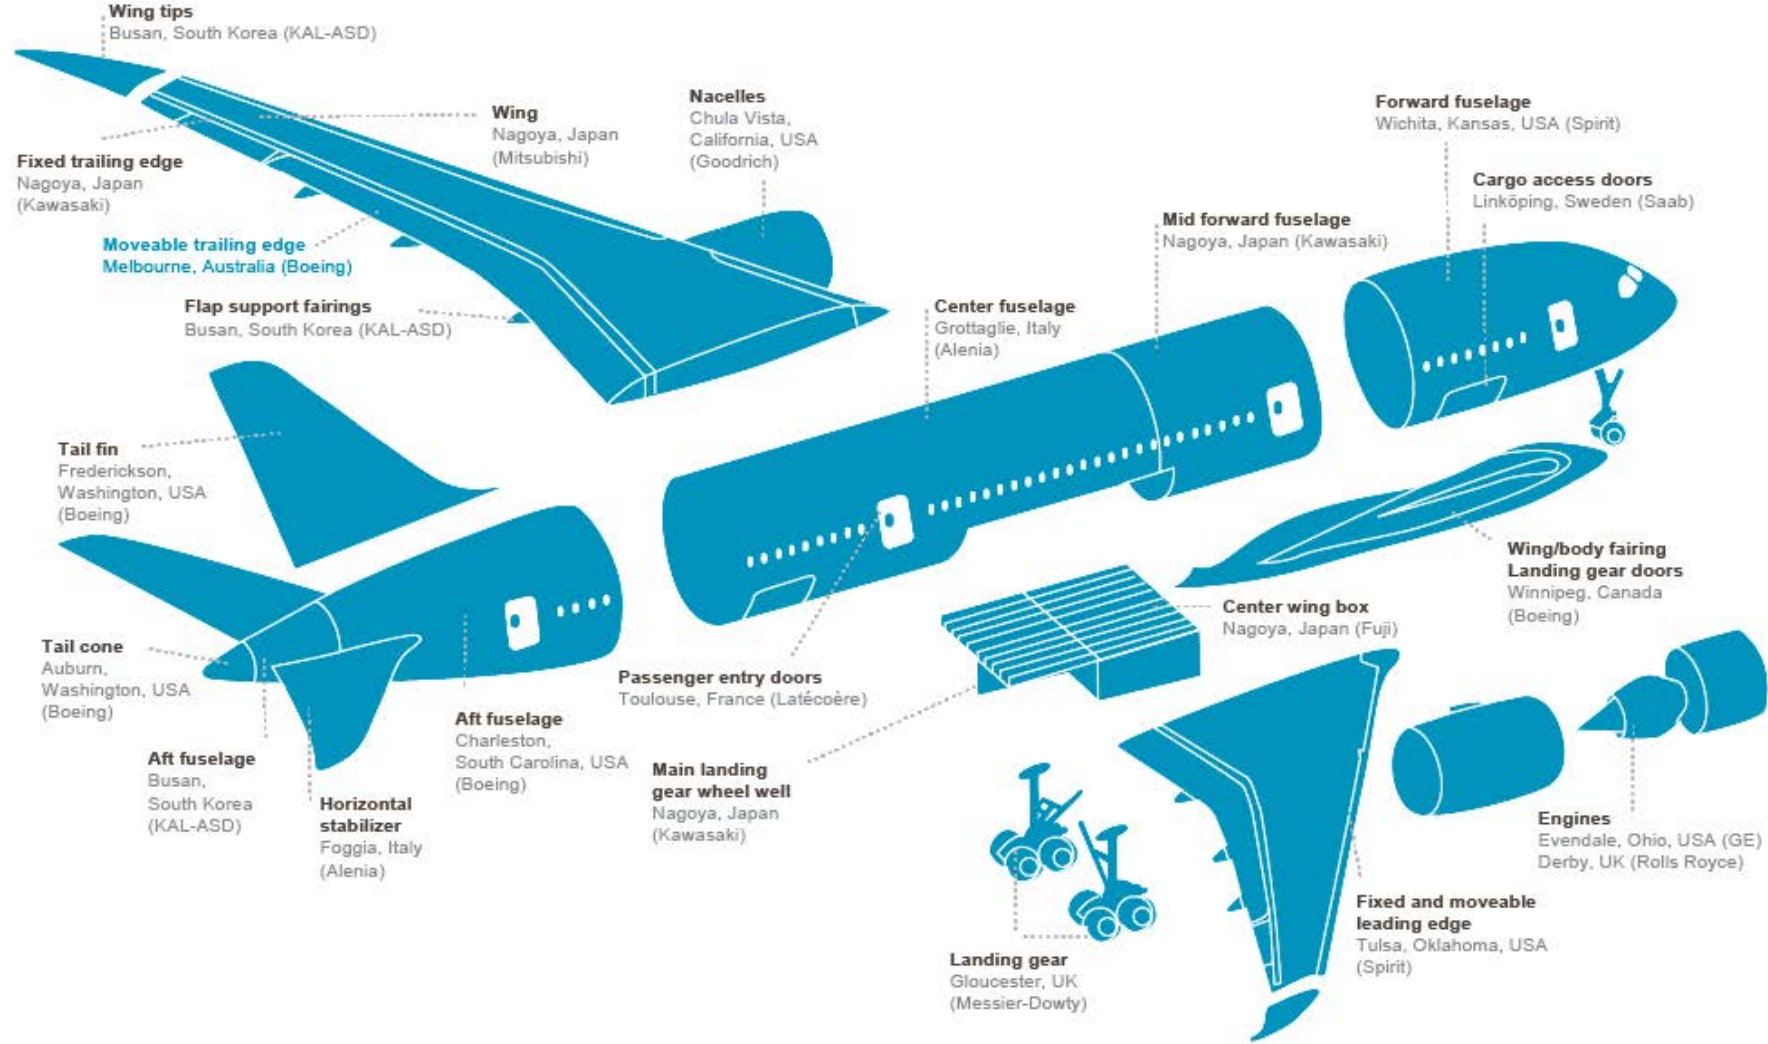 Wing tips
Busan, South Korea (KAL-ASD)
Wing
Nagoya, Japan
(Mitsubishi)
Nacelles
Chula Vista,
California, USA
(Goodrich)
Forward fuselage
Wichita, Kansas, USA (Spirit)
Fixed trailing edge
Nagoya, Japan
(Kawasaki)
Cargo access doors
Linköping, Sweden (Saab)
Mid forward fuselage
Nagoya, Japan (Kawasaki)
Moveable trailing edge
Melbourne, Australia (Boeing)
Flap support fairings
Busan, South Korea (KAL-ASD)
Center fuselage
Grottaglie, Italy
(Alenia)
Tail fin
Frederickson,
Washington, USA
(Boeing)
Wing/body fairing
Landing gear doors
Winnipeg, Canada
(Boeing)
Center wing box
Nagoya, Japan (Fuji)
Tail cone
Auburn,
Washington, USA
(Boeing)
Passenger entry doors
Toulouse, France (Latécoère)
Aft fuselage
Charleston,
South Carolina, USA
(Boeing)
Aft fuselage
Busan,
South Korea
(KAL-ASD)
Main landing
gear wheel well
Nagoya, Japan
(Kawasaki)
Horizontal
stabilizer
Foggia, Italy
(Alenia)
Engines
Evendale, Ohio, USA (GE)
Derby, UK (Rolls Royce)
Fixed and moveable
leading edge
Tulsa, Oklahoma, USA
(Spirit)
Landing gear
Gloucester, UK
(Messier-Dowty)